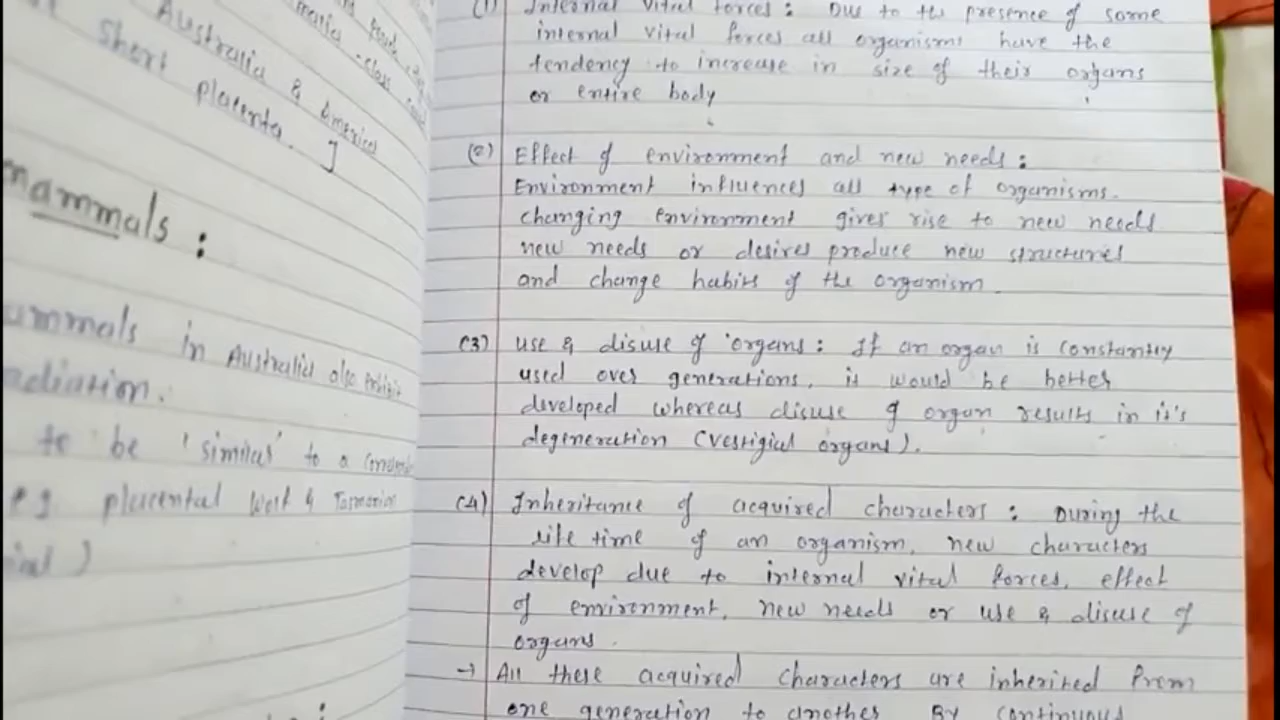 Australia & America
short placenta. ]
mammals :
mammals in Australia also exhibit
radiation.
to be 'similar' to a
e.g placental Wolf & Tasmanian
(1) Internal vital forces : Due to the presence of some
internal vital forces all organisms have the
tendency to increase in size of their organs
or entire body
(2) Effect of environment and new needs :
Environment influences all type of organisms.
changing environment gives rise to new needs
new needs or desires produce new structures
and change habits of the organism.
(3) use & disuse of organs : If an organ is constantly
used over generations, it would be better
developed whereas disuse of organ results in it's
degeneration (vestigial organs).
(4) Inheritance of acquired characters : During the
life time of an organism, new characters
develop due to internal vital forces, effect
of environment, new needs or use & disuse of
organs.
→ All these acquired characters are inherited from
one generation to another. By continuous